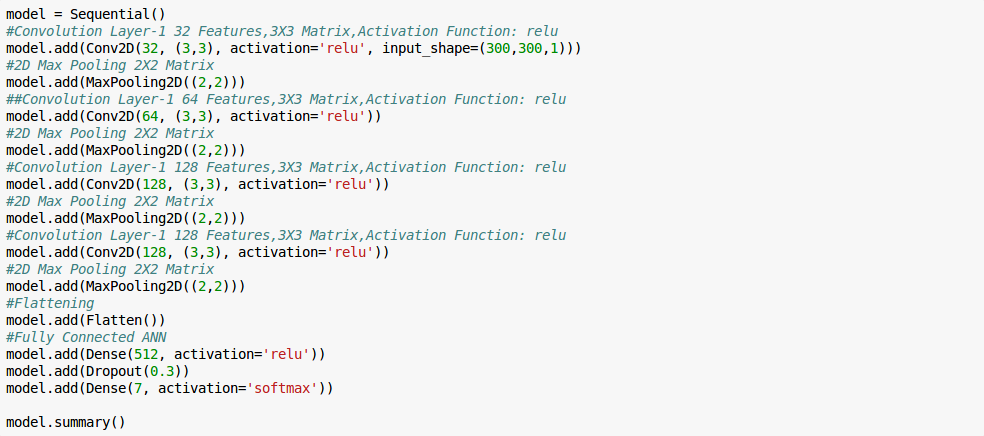 model = Sequential()
#Convolution Layer-1 32 Features,3X3 Matrix,Activation Function: relu
model.add(Conv2D(32, (3,3), activation='relu', input_shape=(300,300,1)))
#2D Max Pooling 2X2 Matrix
model.add(MaxPooling2D((2,2)))
##Convolution Layer-1 64 Features,3X3 Matrix,Activation Function: relu
model.add(Conv2D(64, (3,3), activation='relu'))
#2D Max Pooling 2X2 Matrix
model.add(MaxPooling2D((2,2)))
#Convolution Layer-1 128 Features,3X3 Matrix,Activation Function: relu
model.add(Conv2D(128, (3,3), activation='relu'))
#2D Max Pooling 2X2 Matrix
model.add(MaxPooling2D((2,2)))
#Convolution Layer-1 128 Features,3X3 Matrix,Activation Function: relu
model.add(Conv2D(128, (3,3), activation='relu'))
#2D Max Pooling 2X2 Matrix
model.add(MaxPooling2D((2,2)))
#Flattening
model.add(Flatten())
#Fully Connected ANN
model.add(Dense(512, activation='relu'))
model.add(Dropout(0.3))
model.add(Dense(7, activation='softmax'))
model.summary()